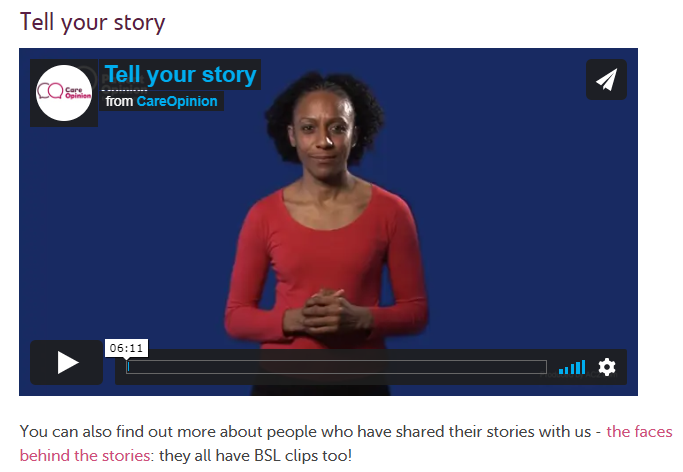 Tell your story
Care
Opinion
Tell your story
from CareOpinion
06:11
You can also find out more about people who have shared their stories with us - the faces
behind the stories: they all have BSL clips too!